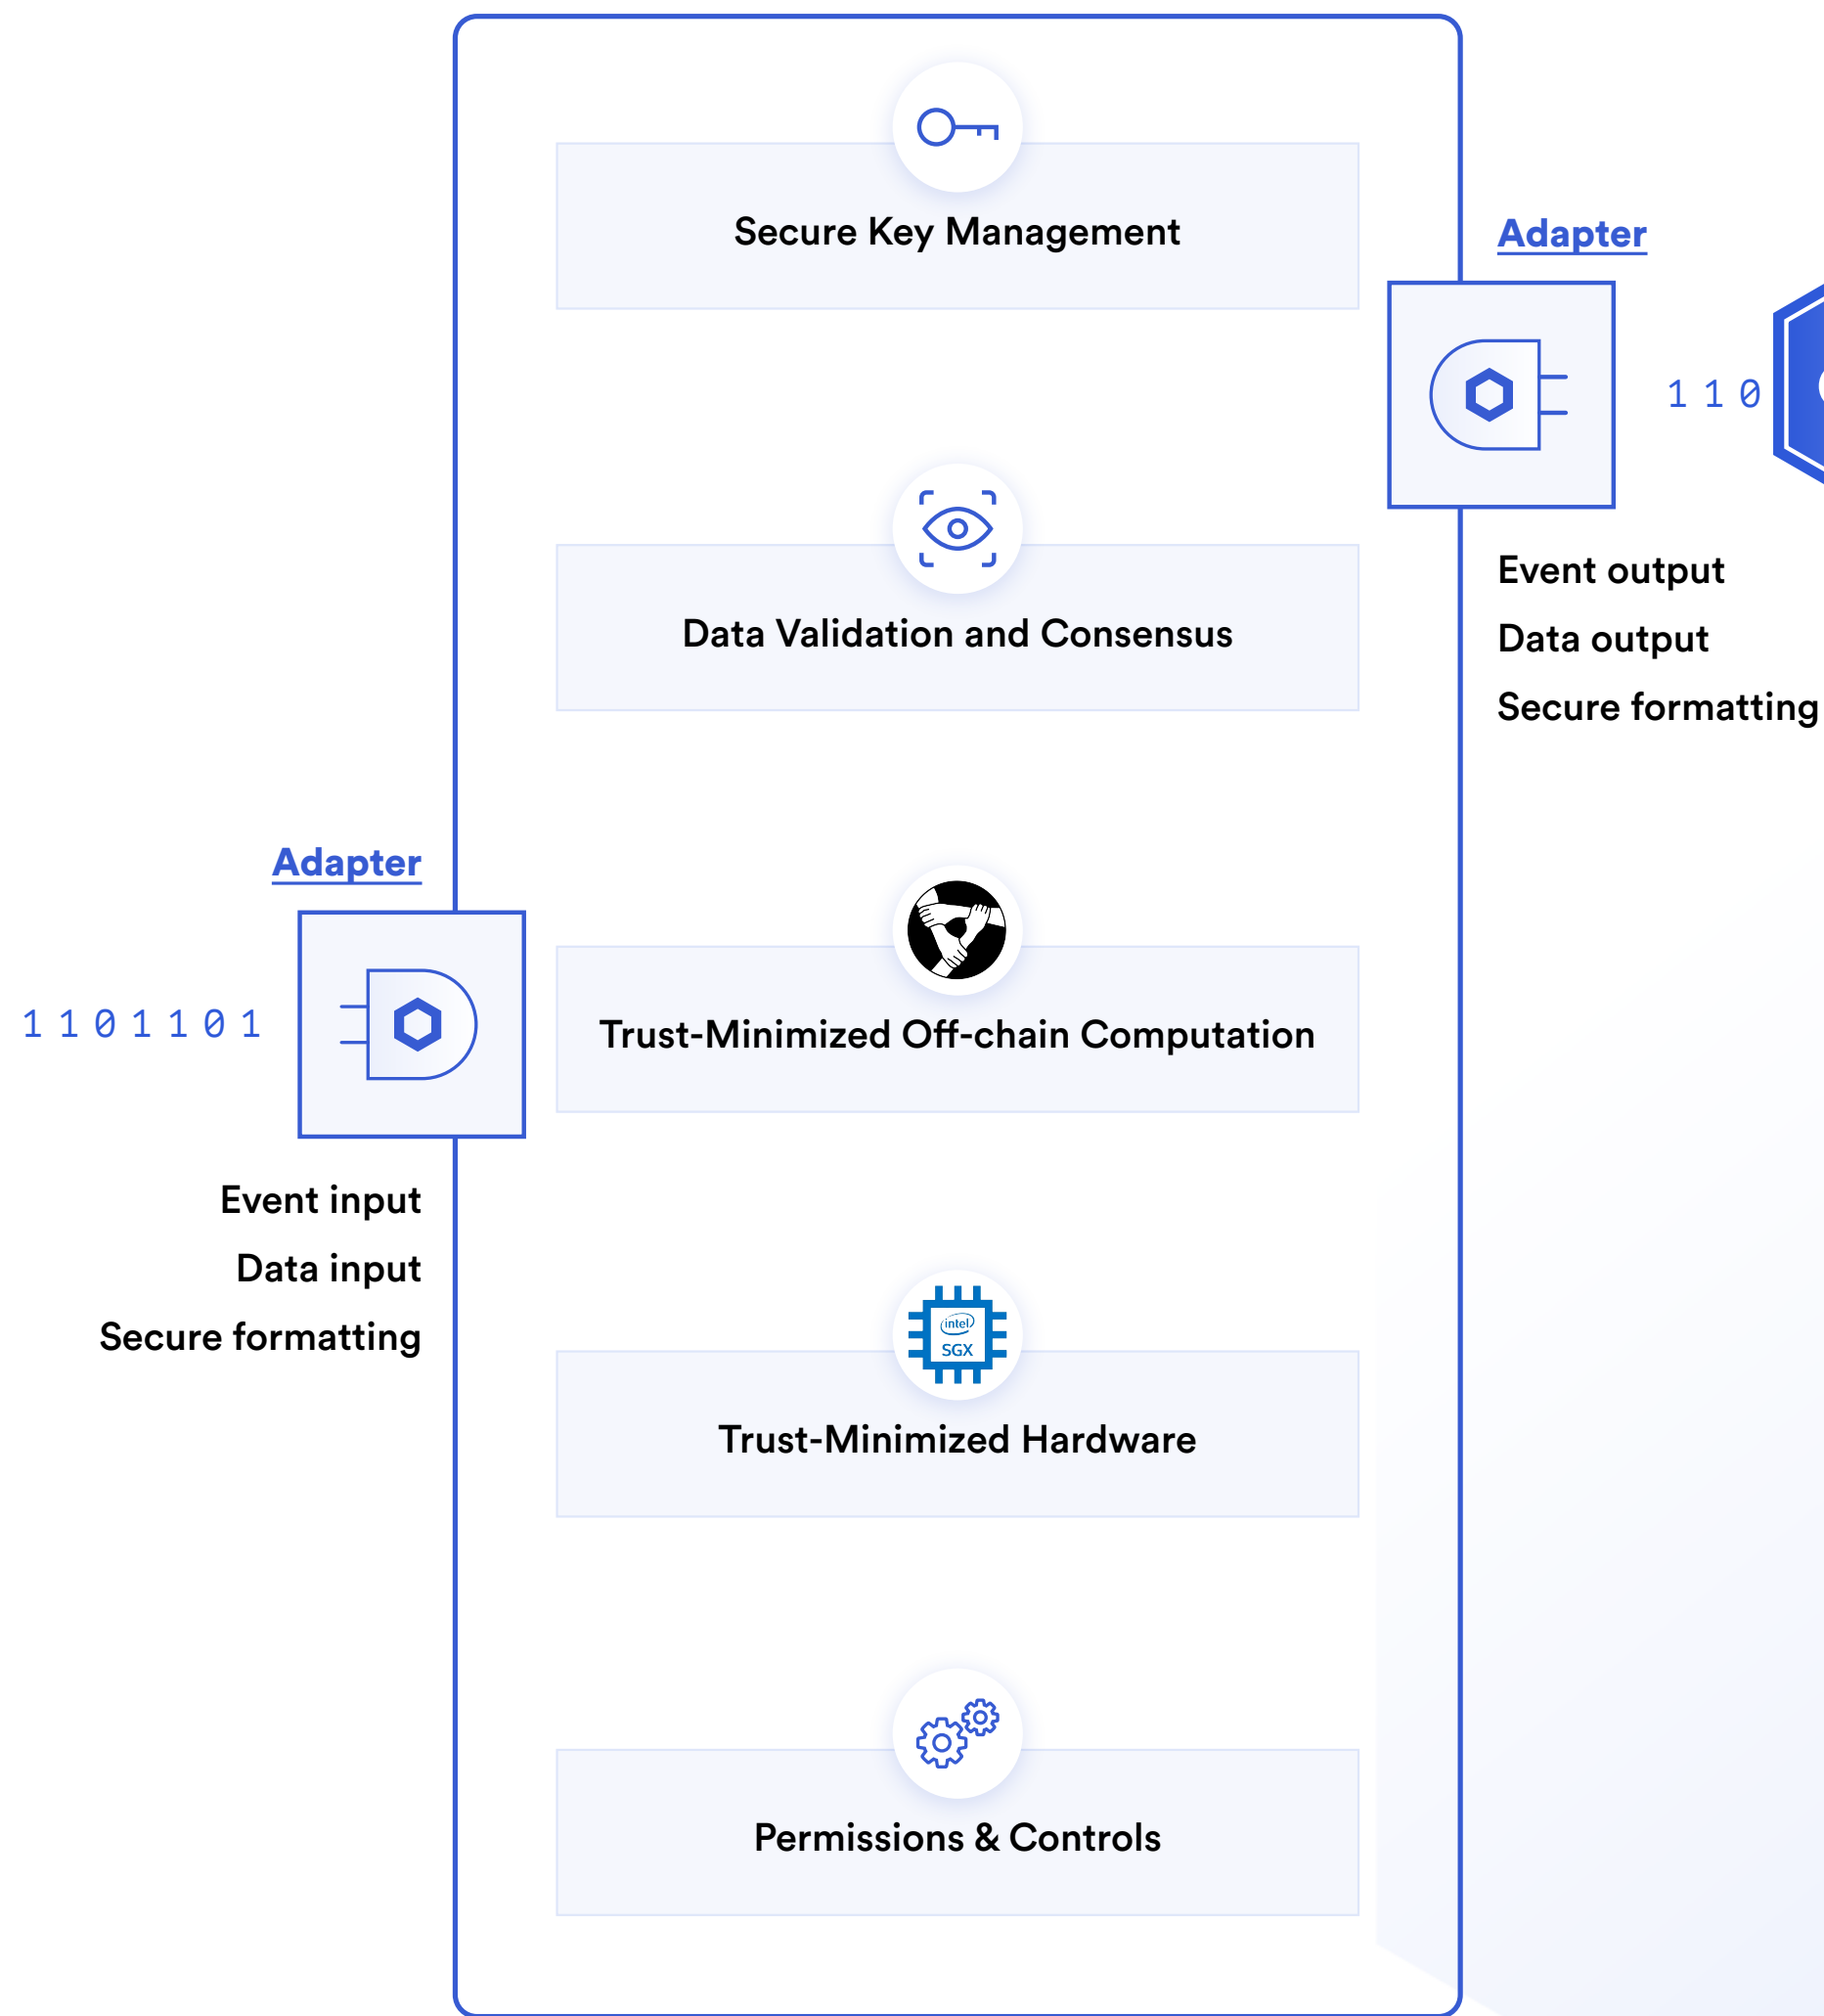 Secure Key Management
Adapter
1 1 0
Data Validation and Consensus
Event output
Data output
Secure formatting
Adapter
1 1 0 1 1 0 1
Trust-Minimized Off-chain Computation
Event input
Data input
Secure formatting
intel
SGX
Trust-Minimized Hardware
Permissions & Controls